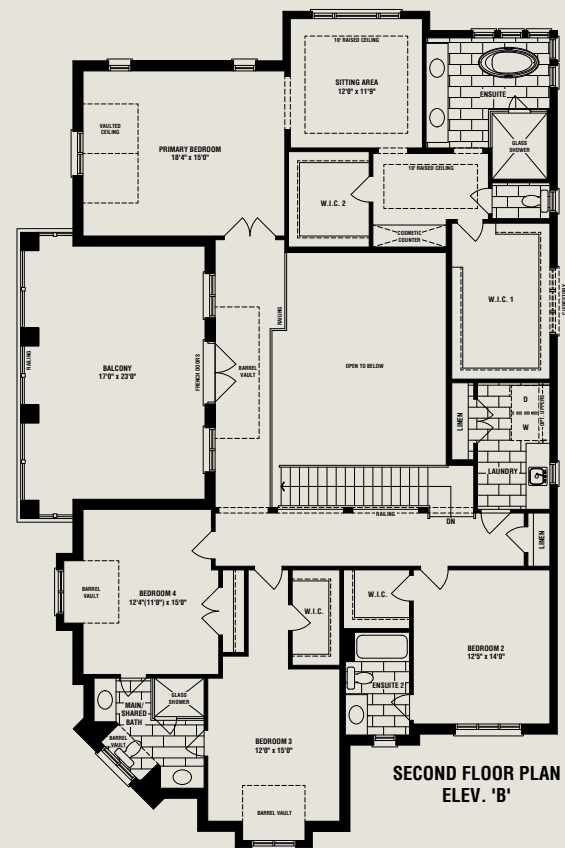 10' RAISED CEILING
SITTING AREA
12'0" x 11'9"
ENSUITE
GLASS
SHOWER
VAULTED
CEILING
PRIMARY BEDROOM
18'4" x 15'0"
10' RAISED CEILING
W.I.C. 2
COSMETIC
COUNTER
W.I.C. 1
CLERESTORY
RAILING
BALCONY
17'0" x 23'0"
FRENCH DOORS
BARREL
VAULT
RAILING
OPEN TO BELOW
LINEN
D
W
OPT. UPPERS
LAUNDRY
RAILING
DN
LINEN
BARREL
VAULT
BEDROOM 4
12'4"(11'8") x 15'0"
W.I.C.
W.I.C.
BEDROOM 2
12'5" x 14'0"
ENSUITE 2
MAIN/
SHARED
BATH
GLASS
SHOWER
BARREL
VAULT
BEDROOM 3
12'0" x 15'0"
BARREL VAULT
SECOND FLOOR PLAN
ELEV. 'B'